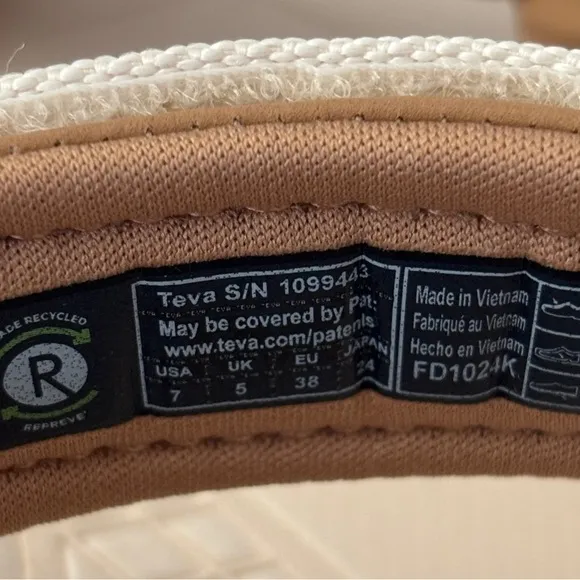 MADE RECYCLED
R
REPREVE
Teva S/N 1099443
May be covered by Pat:
www.teva.com/patents
USA UK EU JAPAN
7 5 38 24
Made in Vietnam
Fabriqué au Vietnam
Hecho en Vietnam
FD1024K